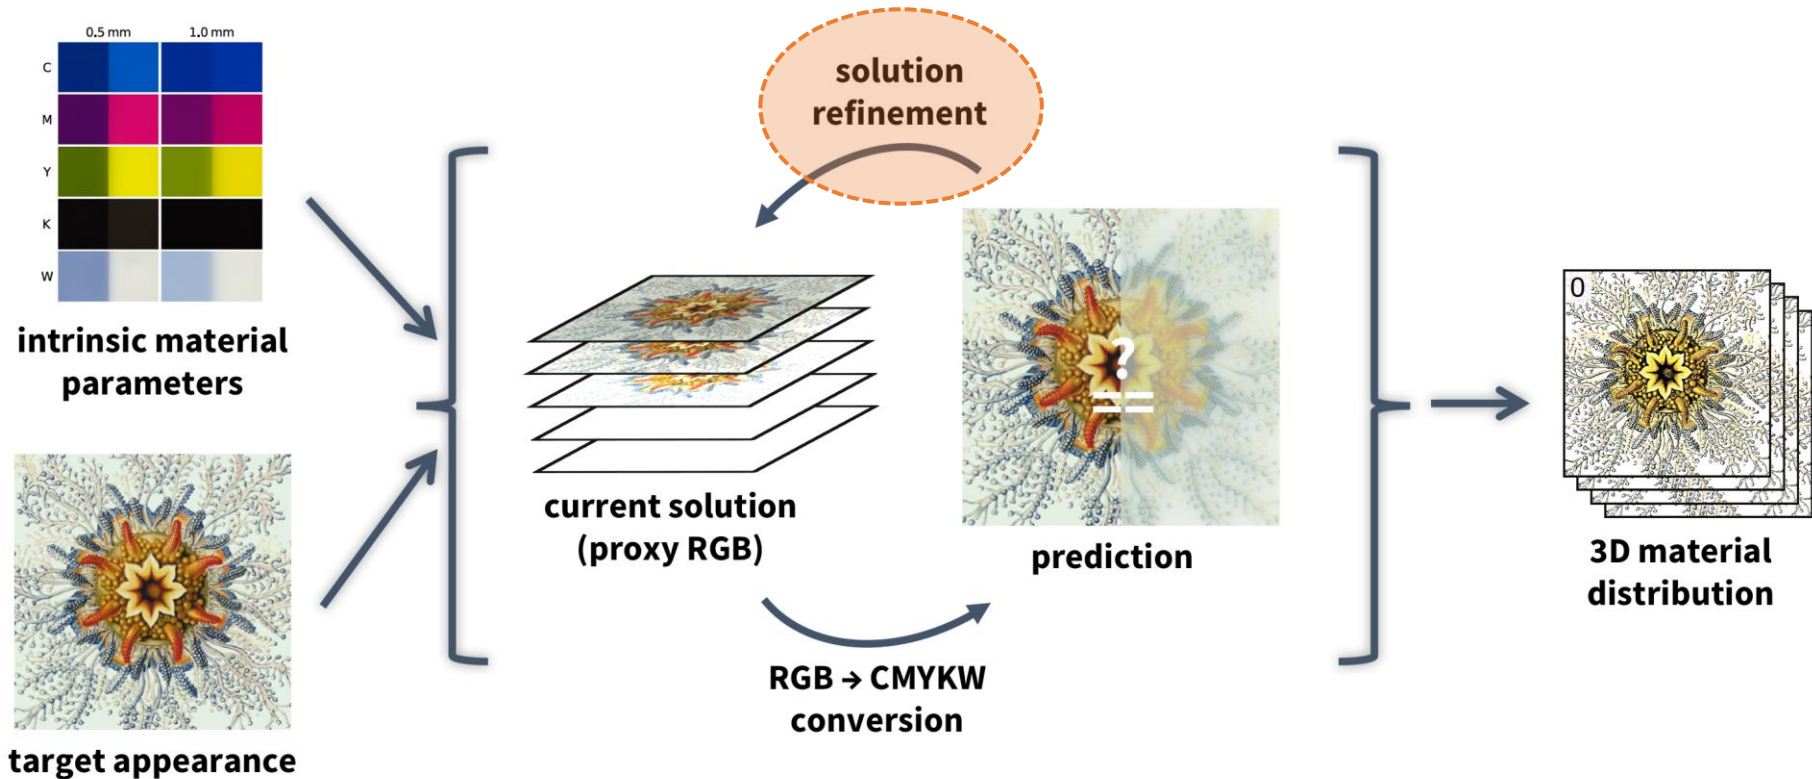 0.5 mm 1.0 mm
C
M
Y
K
W
intrinsic material
parameters
target appearance
solution
refinement
current solution
(proxy RGB)
?
==
prediction
RGB → CMYKW
conversion
0
3D material
distribution